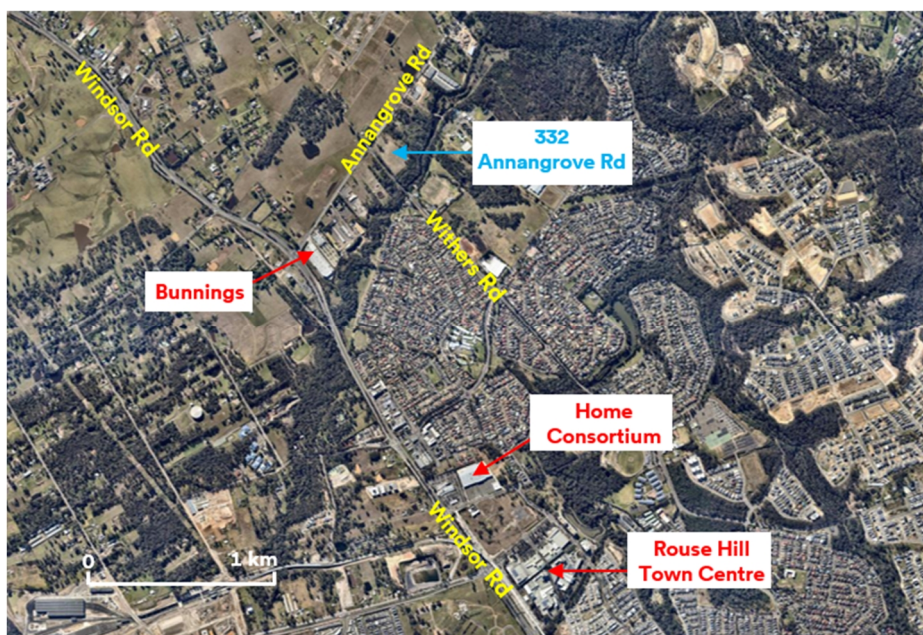 Windsor Rd
Annangrove Rd
332
Annangrove Rd
Withers Rd
Bunnings
Home
Consortium
Windsor Rd
Rouse Hill
Town Centre
0 1 km